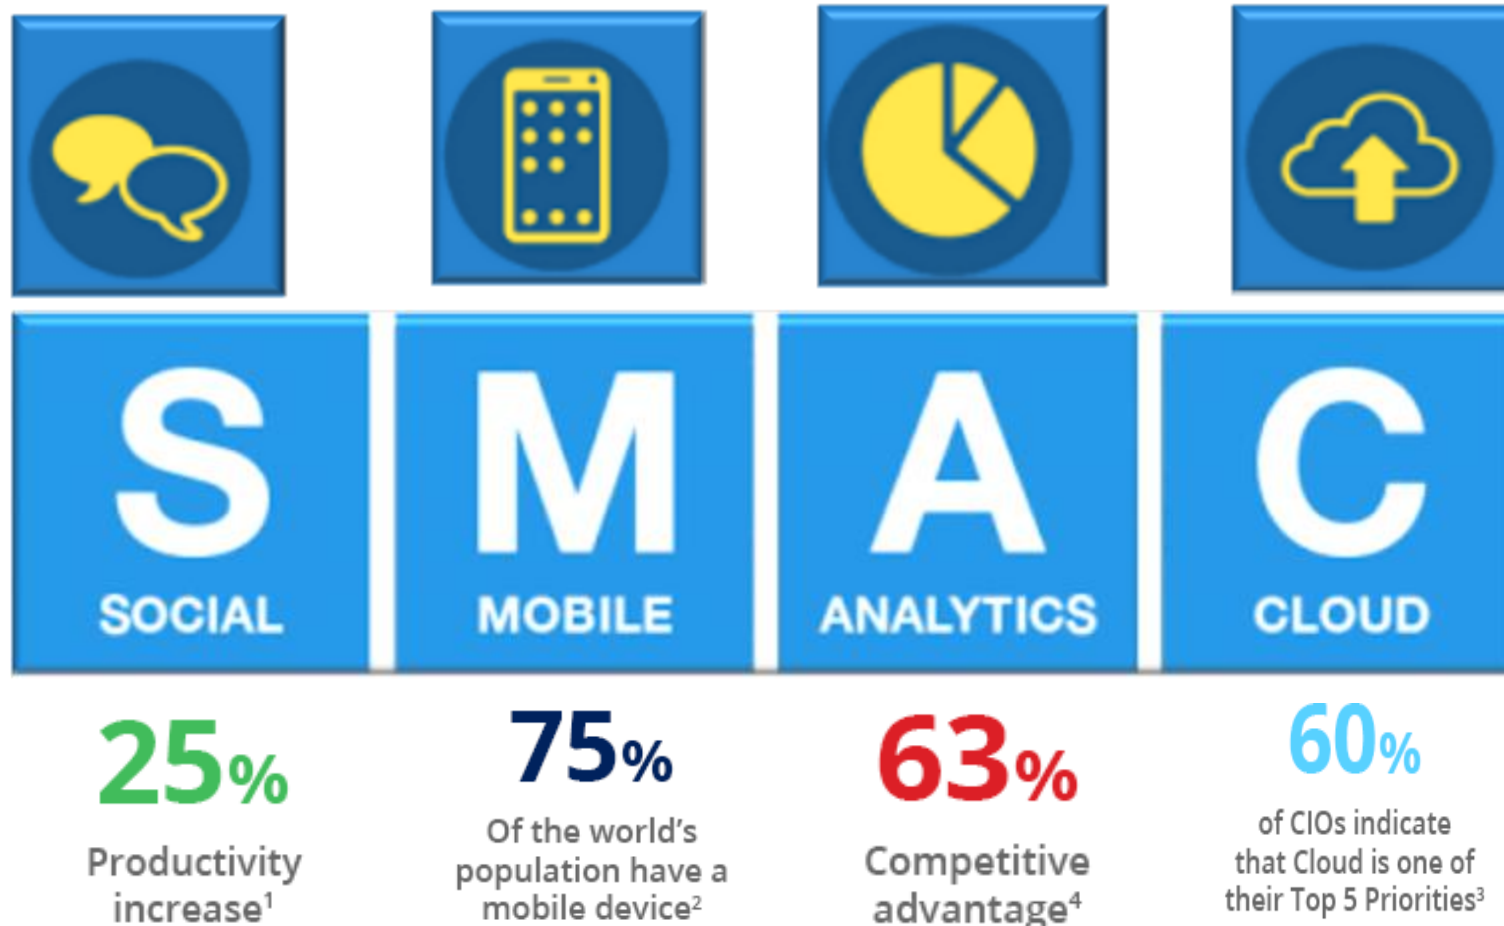 S
SOCIAL
M
MOBILE
A
ANALYTICS
C
CLOUD
25%
Productivity
increase¹
75%
Of the world’s
population have a
mobile device²
63%
Competitive
advantage⁴
60%
of CIOs indicate
that Cloud is one of
their Top 5 Priorities³